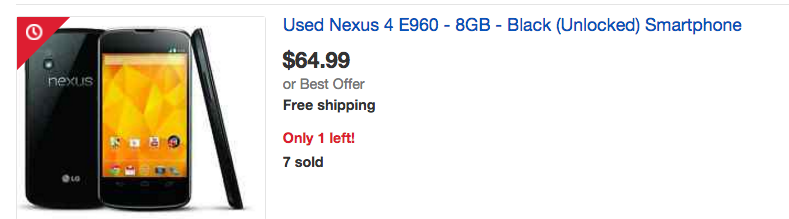 Used Nexus 4 E960 - 8GB - Black (Unlocked) Smartphone
$64.99
or Best Offer
Free shipping
Only 1 left!
7 sold
nexus
LG